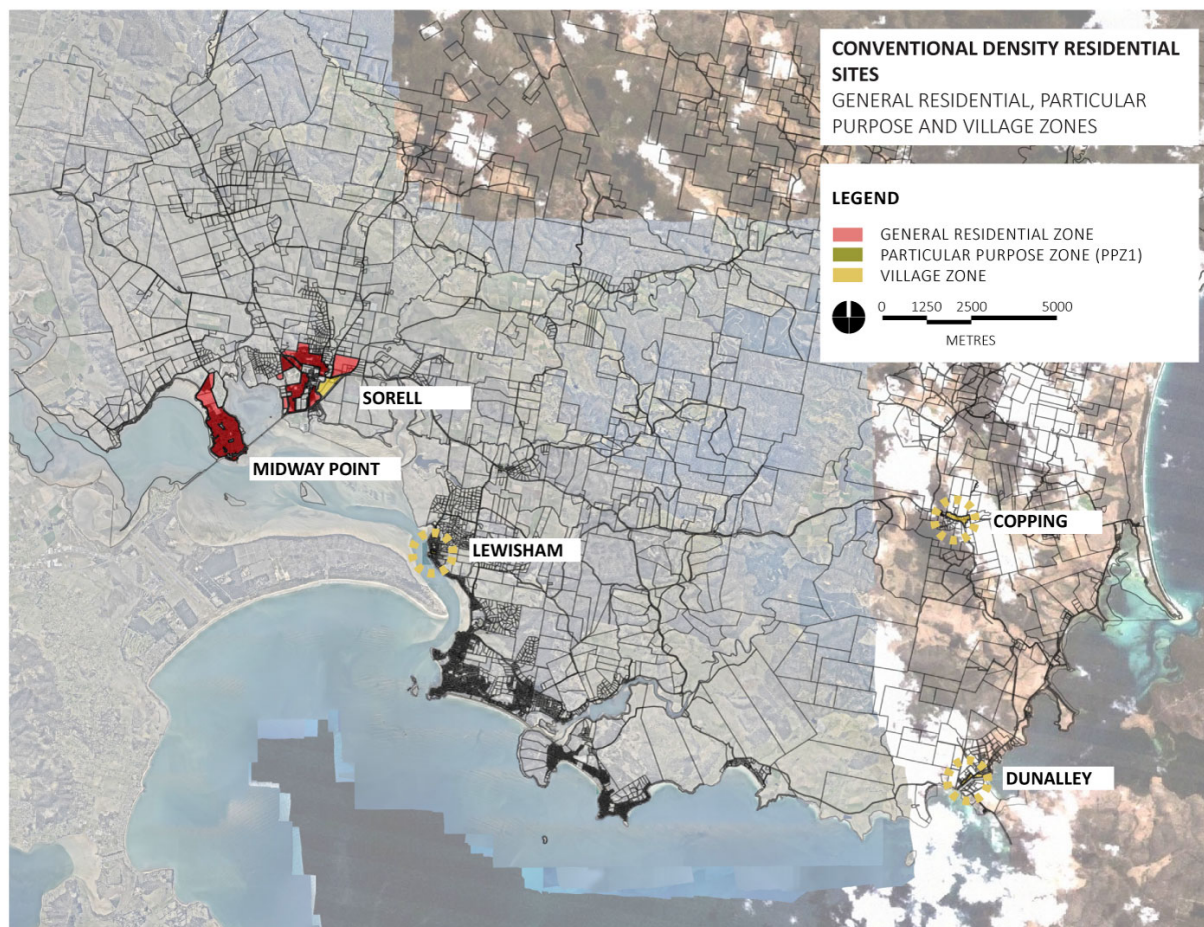 CONVENTIONAL DENSITY RESIDENTIAL
SITES
GENERAL RESIDENTIAL, PARTICULAR
PURPOSE AND VILLAGE ZONES
LEGEND
GENERAL RESIDENTIAL ZONE
PARTICULAR PURPOSE ZONE (PPZ1)
VILLAGE ZONE
0 1250 2500 5000
METRES
SORELL
MIDWAY POINT
COPPING
LEWISHAM
DUNALLEY